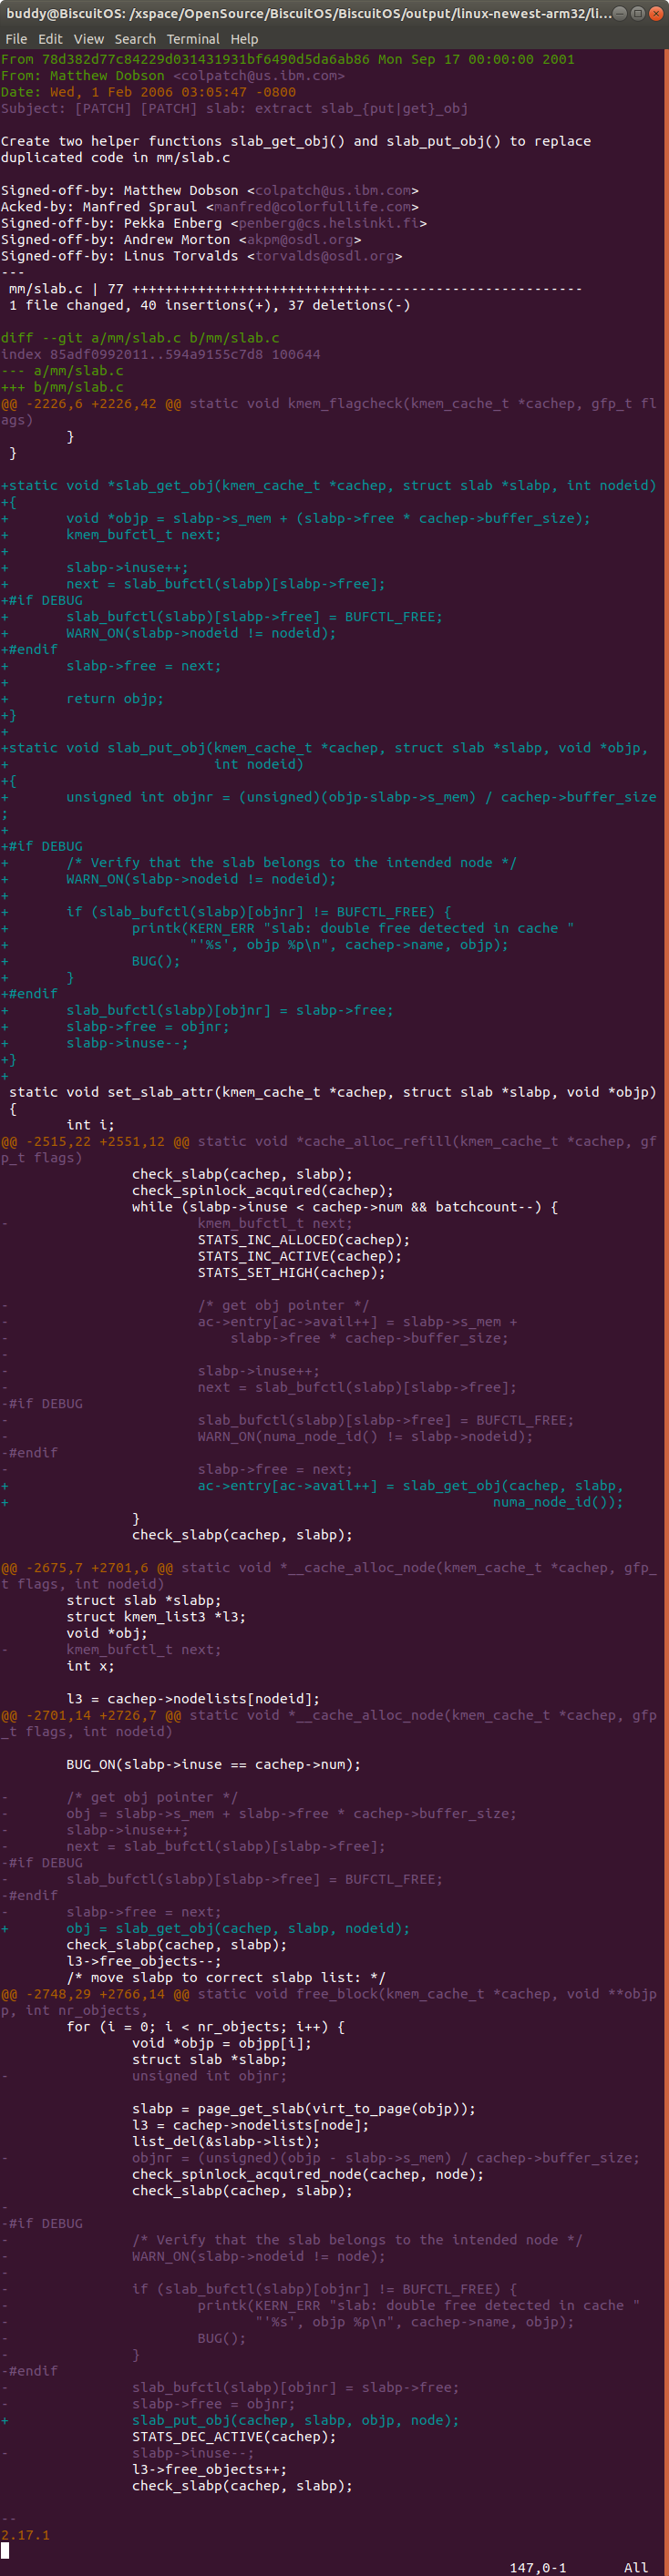 buddy@BiscuitOS: /xspace/OpenSource/BiscuitOS/BiscuitOS/output/linux-newest-arm32/li...
File Edit View Search Terminal Help
From 78d382d77c84229d031431931bf6490d5da6ab86 Mon Sep 17 00:00:00 2001
From: Matthew Dobson <colpatch@us.ibm.com>
Date: Wed, 1 Feb 2006 03:05:47 -0800
Subject: [PATCH] [PATCH] slab: extract slab_{put|get}_obj

Create two helper functions slab_get_obj() and slab_put_obj() to replace
duplicated code in mm/slab.c

Signed-off-by: Matthew Dobson <colpatch@us.ibm.com>
Acked-by: Manfred Spraul <manfred@colorfullife.com>
Signed-off-by: Pekka Enberg <penberg@cs.helsinki.fi>
Signed-off-by: Andrew Morton <akpm@osdl.org>
Signed-off-by: Linus Torvalds <torvalds@osdl.org>
---
 mm/slab.c | 77 +++++++++++++++++++++++++++++--------------------------
 1 file changed, 40 insertions(+), 37 deletions(-)

diff --git a/mm/slab.c b/mm/slab.c
index 85adf0992011..594a9155c7d8 100644
--- a/mm/slab.c
+++ b/mm/slab.c
@@ -2226,6 +2226,42 @@ static void kmem_flagcheck(kmem_cache_t *cachep, gfp_t fl
ags)
        }
 }

+static void *slab_get_obj(kmem_cache_t *cachep, struct slab *slabp, int nodeid)
+{
+       void *objp = slabp->s_mem + (slabp->free * cachep->buffer_size);
+       kmem_bufctl_t next;
+
+       slabp->inuse++;
+       next = slab_bufctl(slabp)[slabp->free];
+#if DEBUG
+       slab_bufctl(slabp)[slabp->free] = BUFCTL_FREE;
+       WARN_ON(slabp->nodeid != nodeid);
+#endif
+       slabp->free = next;
+
+       return objp;
+}
+
+static void slab_put_obj(kmem_cache_t *cachep, struct slab *slabp, void *objp,
+                         int nodeid)
+{
+       unsigned int objnr = (unsigned)(objp-slabp->s_mem) / cachep->buffer_size
;
+
+#if DEBUG
+       /* Verify that the slab belongs to the intended node */
+       WARN_ON(slabp->nodeid != nodeid);
+
+       if (slab_bufctl(slabp)[objnr] != BUFCTL_FREE) {
+               printk(KERN_ERR "slab: double free detected in cache "
+                      "'%s', objp %p\n", cachep->name, objp);
+               BUG();
+       }
+#endif
+       slab_bufctl(slabp)[objnr] = slabp->free;
+       slabp->free = objnr;
+       slabp->inuse--;
+}
+
 static void set_slab_attr(kmem_cache_t *cachep, struct slab *slabp, void *objp)
 {
        int i;
@@ -2515,22 +2551,12 @@ static void *cache_alloc_refill(kmem_cache_t *cachep, gf
p_t flags)
                check_slabp(cachep, slabp);
                check_spinlock_acquired(cachep);
                while (slabp->inuse < cachep->num && batchcount--) {
-                       kmem_bufctl_t next;
                        STATS_INC_ALLOCED(cachep);
                        STATS_INC_ACTIVE(cachep);
                        STATS_SET_HIGH(cachep);

-                       /* get obj pointer */
-                       ac->entry[ac->avail++] = slabp->s_mem +
-                           slabp->free * cachep->buffer_size;
-
-                       slabp->inuse++;
-                       next = slab_bufctl(slabp)[slabp->free];
-#if DEBUG
-                       slab_bufctl(slabp)[slabp->free] = BUFCTL_FREE;
-                       WARN_ON(numa_node_id() != slabp->nodeid);
-#endif
-                       slabp->free = next;
+                       ac->entry[ac->avail++] = slab_get_obj(cachep, slabp,
+                                                           numa_node_id());
                }
                check_slabp(cachep, slabp);

@@ -2675,7 +2701,6 @@ static void *__cache_alloc_node(kmem_cache_t *cachep, gfp_
t flags, int nodeid)
        struct slab *slabp;
        struct kmem_list3 *l3;
        void *obj;
-       kmem_bufctl_t next;
        int x;

        l3 = cachep->nodelists[nodeid];
@@ -2701,14 +2726,7 @@ static void *__cache_alloc_node(kmem_cache_t *cachep, gfp
_t flags, int nodeid)

        BUG_ON(slabp->inuse == cachep->num);

-       /* get obj pointer */
-       obj = slabp->s_mem + slabp->free * cachep->buffer_size;
-       slabp->inuse++;
-       next = slab_bufctl(slabp)[slabp->free];
-#if DEBUG
-       slab_bufctl(slabp)[slabp->free] = BUFCTL_FREE;
-#endif
-       slabp->free = next;
+       obj = slab_get_obj(cachep, slabp, nodeid);
        check_slabp(cachep, slabp);
        l3->free_objects--;
        /* move slabp to correct slabp list: */
@@ -2748,29 +2766,14 @@ static void free_block(kmem_cache_t *cachep, void **objp
p, int nr_objects,
        for (i = 0; i < nr_objects; i++) {
                void *objp = objpp[i];
                struct slab *slabp;
-               unsigned int objnr;

                slabp = page_get_slab(virt_to_page(objp));
                l3 = cachep->nodelists[node];
                list_del(&slabp->list);
-               objnr = (unsigned)(objp - slabp->s_mem) / cachep->buffer_size;
                check_spinlock_acquired_node(cachep, node);
                check_slabp(cachep, slabp);
-
-#if DEBUG
-               /* Verify that the slab belongs to the intended node */
-               WARN_ON(slabp->nodeid != node);
-
-               if (slab_bufctl(slabp)[objnr] != BUFCTL_FREE) {
-                       printk(KERN_ERR "slab: double free detected in cache "
-                              "'%s', objp %p\n", cachep->name, objp);
-                       BUG();
-               }
-#endif
-               slab_bufctl(slabp)[objnr] = slabp->free;
-               slabp->free = objnr;
+               slab_put_obj(cachep, slabp, objp, node);
                STATS_DEC_ACTIVE(cachep);
-               slabp->inuse--;
                l3->free_objects++;
                check_slabp(cachep, slabp);

--
2.17.1
147,0-1 All